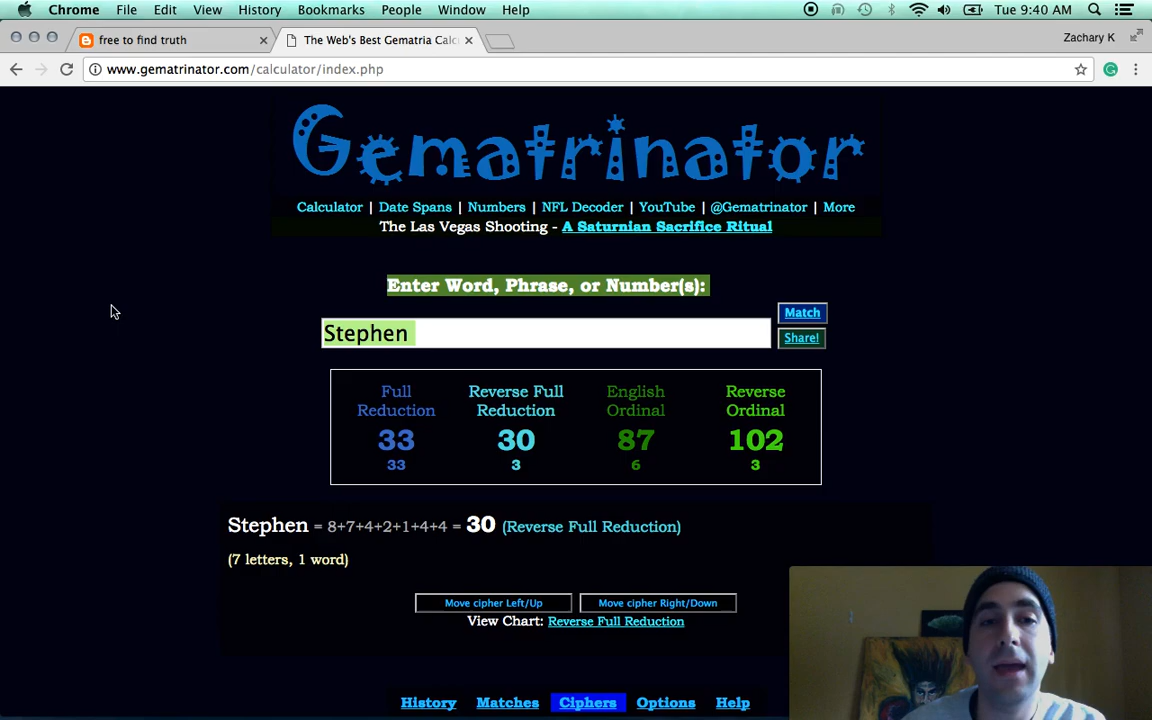 Chrome File Edit View History Bookmarks People Window Help Tue 9:40 AM
free to find truth × The Web's Best Gematria Calc × Zachary K
www.gematrinator.com/calculator/index.php
Gematrinator
Calculator | Date Spans | Numbers | NFL Decoder | YouTube | @Gematrinator | More
The Las Vegas Shooting - A Saturnian Sacrifice Ritual
Enter Word, Phrase, or Number(s):
Match
Stephen
Share!
Full Reverse Full English Reverse
Reduction Reduction Ordinal Ordinal
33 30 87 102
33 3 6 3
Stephen = 8+7+4+2+1+4+4 = 30 (Reverse Full Reduction)
(7 letters, 1 word)
Move cipher Left/Up Move cipher Right/Down
View Chart: Reverse Full Reduction
History Matches Ciphers Options Help